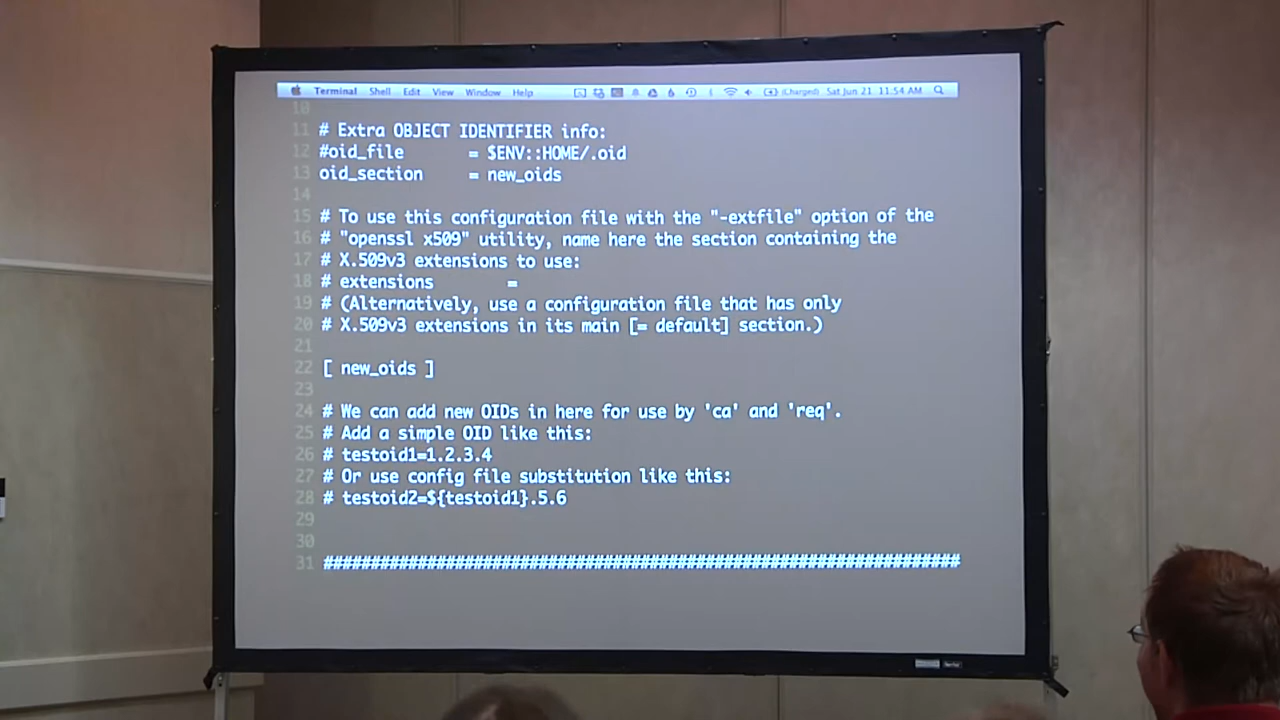 Terminal Shell Edit View Window Help (Charged) Sat Jun 21 11:54 AM
10
11 # Extra OBJECT IDENTIFIER info:
12 #oid_file = $ENV::HOME/.oid
13 oid_section = new_oids
14
15 # To use this configuration file with the "-extfile" option of the
16 # "openssl x509" utility, name here the section containing the
17 # X.509v3 extensions to use:
18 # extensions =
19 # (Alternatively, use a configuration file that has only
20 # X.509v3 extensions in its main [= default] section.)
21
22 [ new_oids ]
23
24 # We can add new OIDs in here for use by 'ca' and 'req'.
25 # Add a simple OID like this:
26 # testoid1=1.2.3.4
27 # Or use config file substitution like this:
28 # testoid2=${testoid1}.5.6
29
30
31 ####################################################################